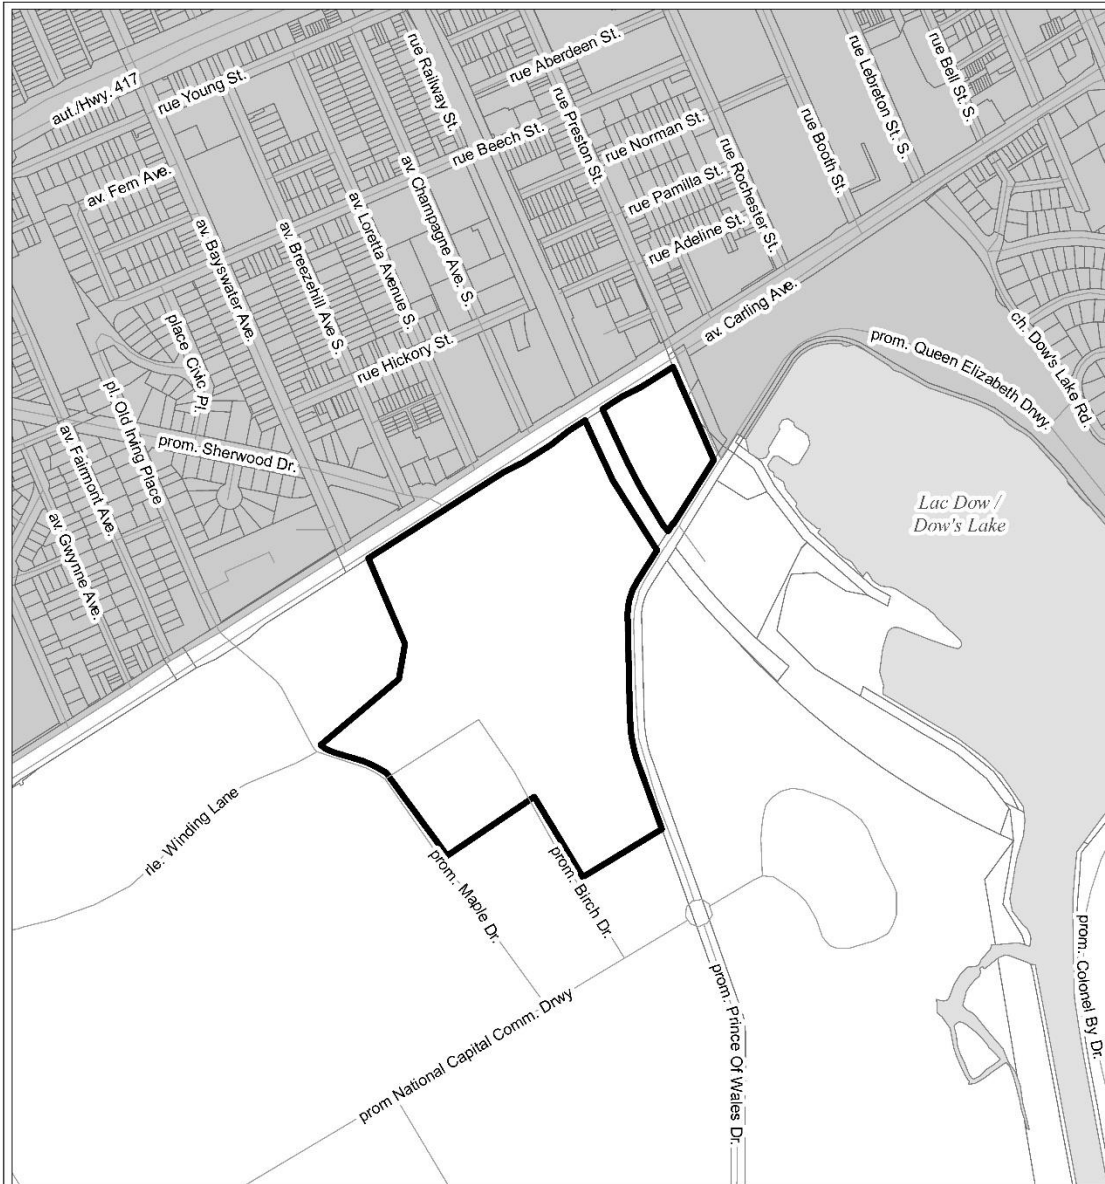 aut./Hwy. 417
rue Young St.
rue Railway St.
rue Aberdeen St.
rue Lebreton St. S.
rue Bell St. S.
rue Beech St.
rue Preston St.
rue Norman St.
rue Booth St.
av. Fern Ave.
av. Champagne Ave. S.
rue Pamilla St.
rue Rochester St.
av. Bayswater Ave.
av. Breezehill Ave S.
av. Loretta Avenue S.
rue Adeline St.
place Civic Pl.
rue Hickory St.
av. Carling Ave.
prom. Queen Elizabeth Drwy.
ch. Dow's Lake Rd.
pl. Old Irving Place
prom. Sherwood Dr.
av. Fairmont Ave.
av. Gwynne Ave.
Lac Dow /
Dow's Lake
rle. Winding Lane
prom. Maple Dr.
prom. Birch Dr.
prom National Capital Comm. Drwy
prom. Prince Of Wales Dr.
prom. Colonel By Dr.